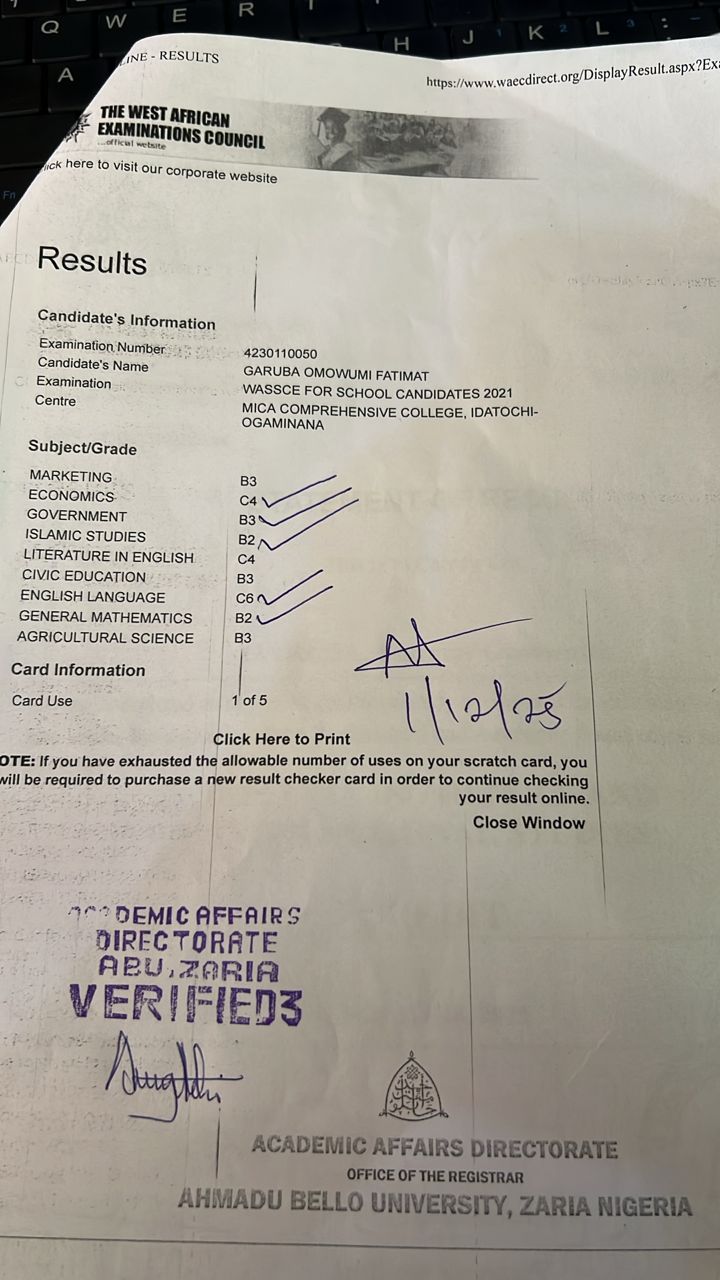 Q W E R
A H J K 2 L 3 :
Fn
INE - RESULTS
https://www.waecdirect.org/DisplayResult.aspx?Exa
THE WEST AFRICAN
EXAMINATIONS COUNCIL
...official website
ick here to visit our corporate website
Results
Candidate's Information
Examination Number 4230110050
Candidate's Name GARUBA OMOWUMI FATIMAT
Examination WASSCE FOR SCHOOL CANDIDATES 2021
Centre MICA COMPREHENSIVE COLLEGE, IDATOCHI-
OGAMINANA
Subject/Grade
MARKETING B3
ECONOMICS C4
GOVERNMENT B3
ISLAMIC STUDIES B2
LITERATURE IN ENGLISH C4
CIVIC EDUCATION B3
ENGLISH LANGUAGE C6
GENERAL MATHEMATICS B2
AGRICULTURAL SCIENCE B3
Card Information
Card Use 1 of 5
1/12/25
Click Here to Print
OTE: If you have exhausted the allowable number of uses on your scratch card, you
will be required to purchase a new result checker card in order to continue checking
your result online.
Close Window
ACADEMIC AFFAIRS
DIRECTORATE
ABU, ZARIA
VERIFIED3
ACADEMIC AFFAIRS DIRECTORATE
OFFICE OF THE REGISTRAR
AHMADU BELLO UNIVERSITY, ZARIA NIGERIA